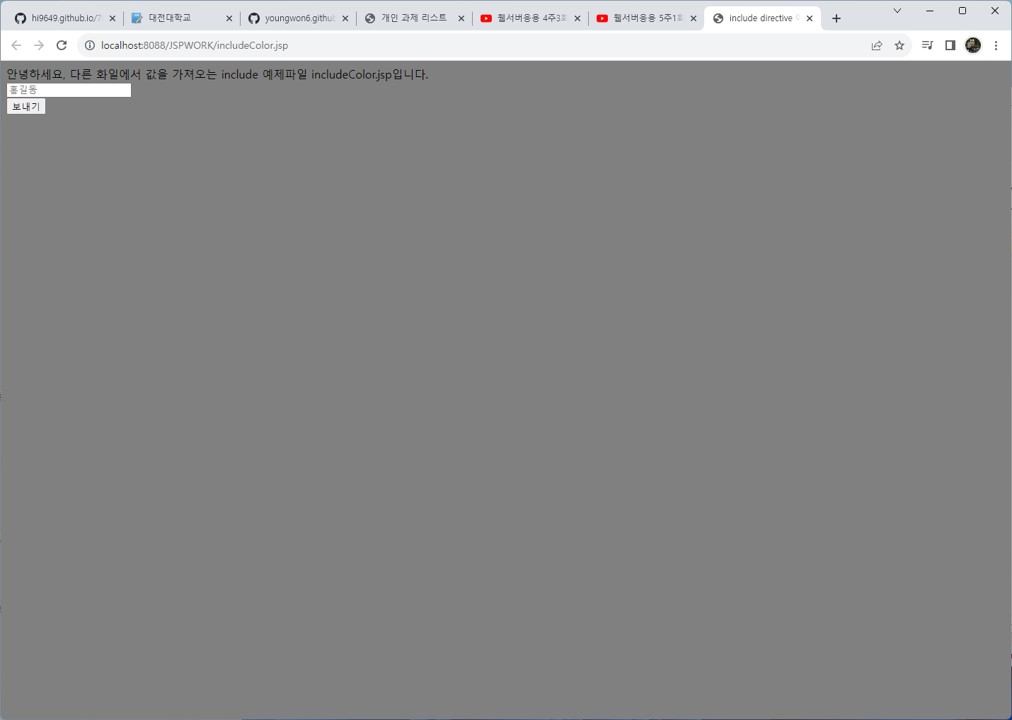 hi9649.github.io/7
대전대학교
youngwon6.github
개인 과제 리스트
웹서버응용 4주3회
웹서버응용 5주1회
include directive
localhost:8088/JSPWORK/includeColor.jsp
안녕하세요, 다른 화일에서 값을 가져오는 include 예제파일 includeColor.jsp입니다.
홍길동
보내기